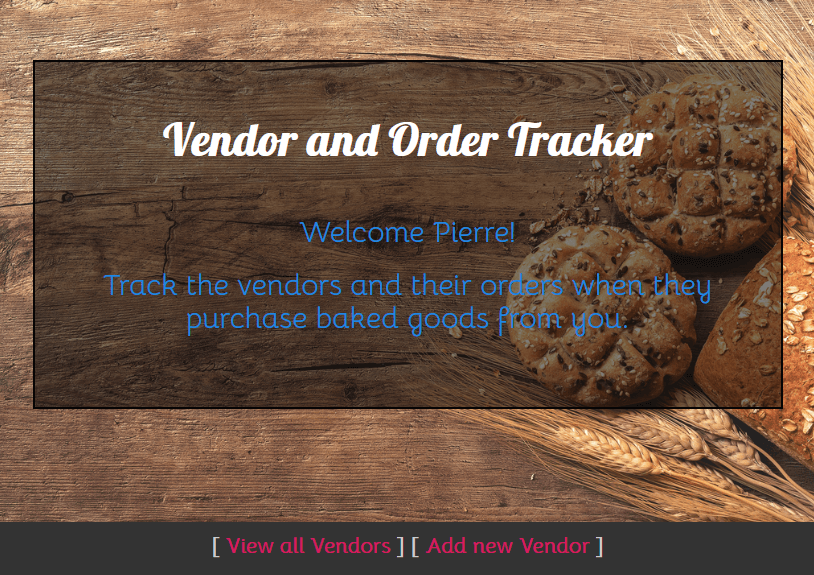 Vendor and Order Tracker
Welcome Pierre!
Track the vendors and their orders when they
purchase baked goods from you.
[ View all Vendors ] [ Add new Vendor ]